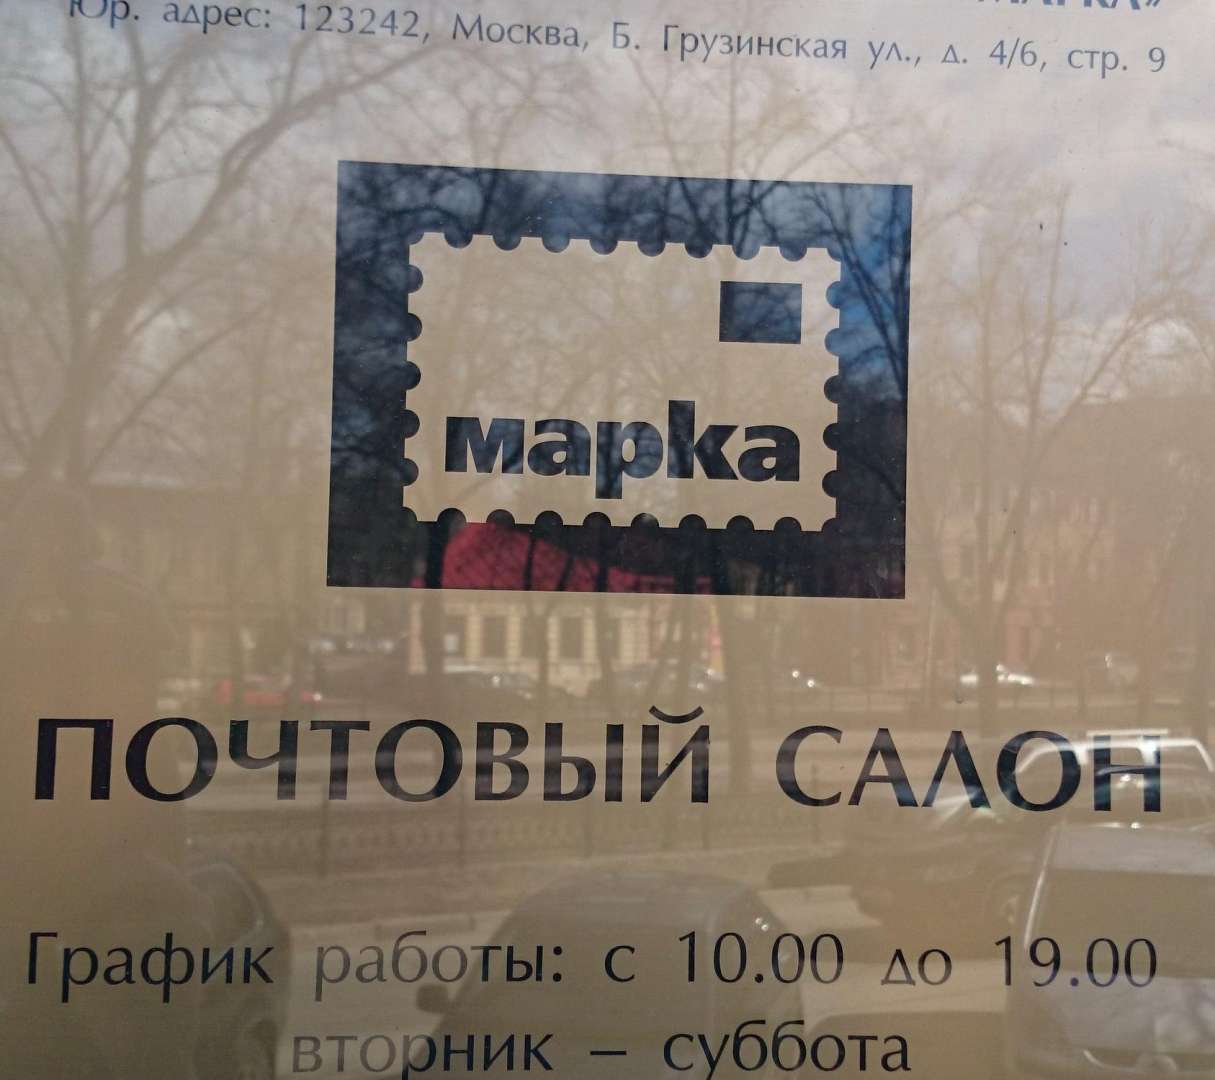 «МАРКА»
Юр. адрес: 123242, Москва, Б. Грузинская ул., д. 4/6, стр. 9
марка
ПОЧТОВЫЙ САЛОН
График работы: с 10.00 до 19.00
вторник – суббота